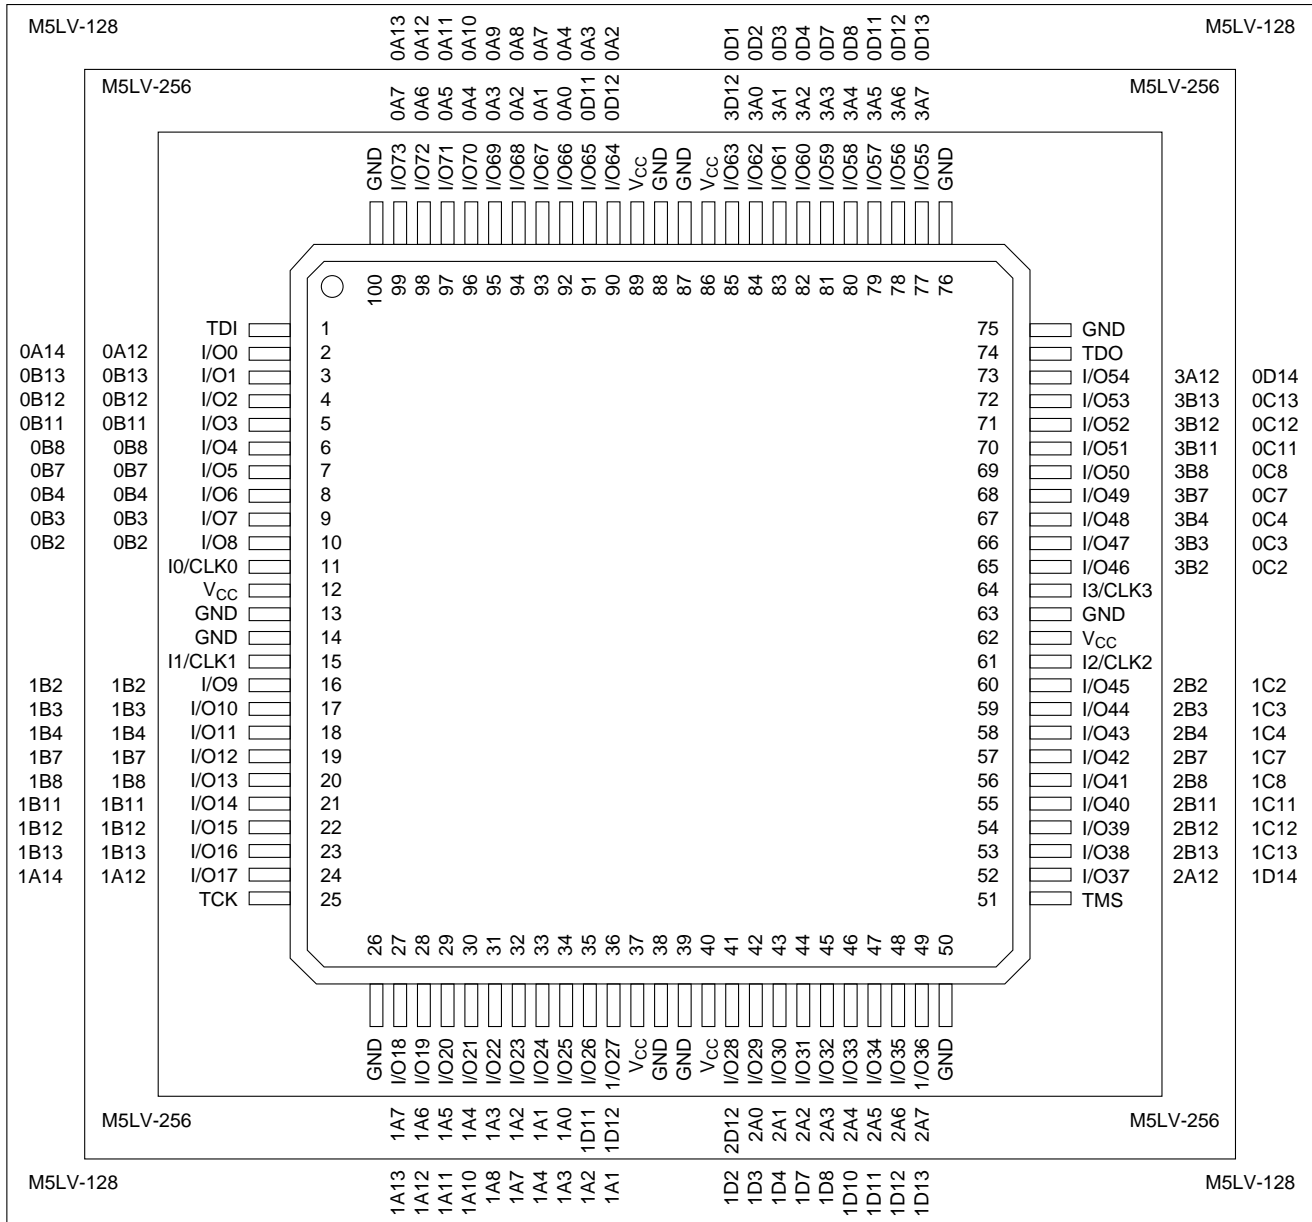 M5LV-128 0A13 0A12 0A11 0A10 0A9 0A8 0A7 0A4 0A3 0A2 3D1 0D2 0D3 0D4 0D7 0D8 0D11 0D12 0D13 M5LV-128
M5LV-256 0A7 0A6 0A5 0A4 0A3 0A2 0A1 0A0 0D11 0D12 3D12 3A0 3A1 3A2 3A3 3A4 3A5 3A6 3A7 M5LV-256
GND I/O73 I/O72 I/O71 I/O70 I/O69 I/O68 I/O67 I/O66 I/O65 I/O64 VCC GND GND VCC I/O63 I/O62 I/O61 I/O60 I/O59 I/O58 I/O57 I/O56 I/O55 GND
100 99 98 97 96 95 94 93 92 91 90 89 88 87 86 85 84 83 82 81 80 79 78 77 76
TDI 1 75 GND
0A14 0A12 I/O0 2 74 TDO
0B13 0B13 I/O1 3 73 I/O54 3A12 0D14
0B12 0B12 I/O2 4 72 I/O53 3B13 0C13
0B11 0B11 I/O3 5 71 I/O52 3B12 0C12
0B8 0B8 I/O4 6 70 I/O51 3B11 0C11
0B7 0B7 I/O5 7 69 I/O50 3B8 0C8
0B4 0B4 I/O6 8 68 I/O49 3B7 0C7
0B3 0B3 I/O7 9 67 I/O48 3B4 0C4
0B2 0B2 I/O8 10 66 I/O47 3B3 0C3
I0/CLK0 11 65 I/O46 3B2 0C2
VCC 12 64 I3/CLK3
GND 13 63 GND
GND 14 62 VCC
I1/CLK1 15 61 I2/CLK2
1B2 1B2 I/O9 16 60 I/O45 2B2 1C2
1B3 1B3 I/O10 17 59 I/O44 2B3 1C3
1B4 1B4 I/O11 18 58 I/O43 2B4 1C4
1B7 1B7 I/O12 19 57 I/O42 2B7 1C7
1B8 1B8 I/O13 20 56 I/O41 2B8 1C8
1B11 1B11 I/O14 21 55 I/O40 2B11 1C11
1B12 1B12 I/O15 22 54 I/O39 2B12 1C12
1B13 1B13 I/O16 23 53 I/O38 2B13 1C13
1A14 1A12 I/O17 24 52 I/O37 2A12 1D14
TCK 25 51 TMS
26 27 28 29 30 31 32 33 34 35 36 37 38 39 40 41 42 43 44 45 46 47 48 49 50
GND I/O18 I/O19 I/O20 I/O21 I/O22 I/O23 I/O24 I/O25 I/O26 1/O27 VCC GND GND VCC I/O28 I/O29 I/O30 I/O31 I/O32 I/O33 I/O34 I/O35 1/O36 GND
M5LV-256 1A7 1A6 1A5 1A4 1A3 1A2 1A1 1A0 1D11 1D12 2D12 2A0 2A1 2A2 2A3 2A4 2A5 2A6 2A7 M5LV-256
M5LV-128 1A13 1A12 1A11 1A10 1A8 1A7 1A4 1A3 1A2 1A1 1D2 1D3 1D4 1D7 1D8 1D10 1D11 1D12 1D13 M5LV-128